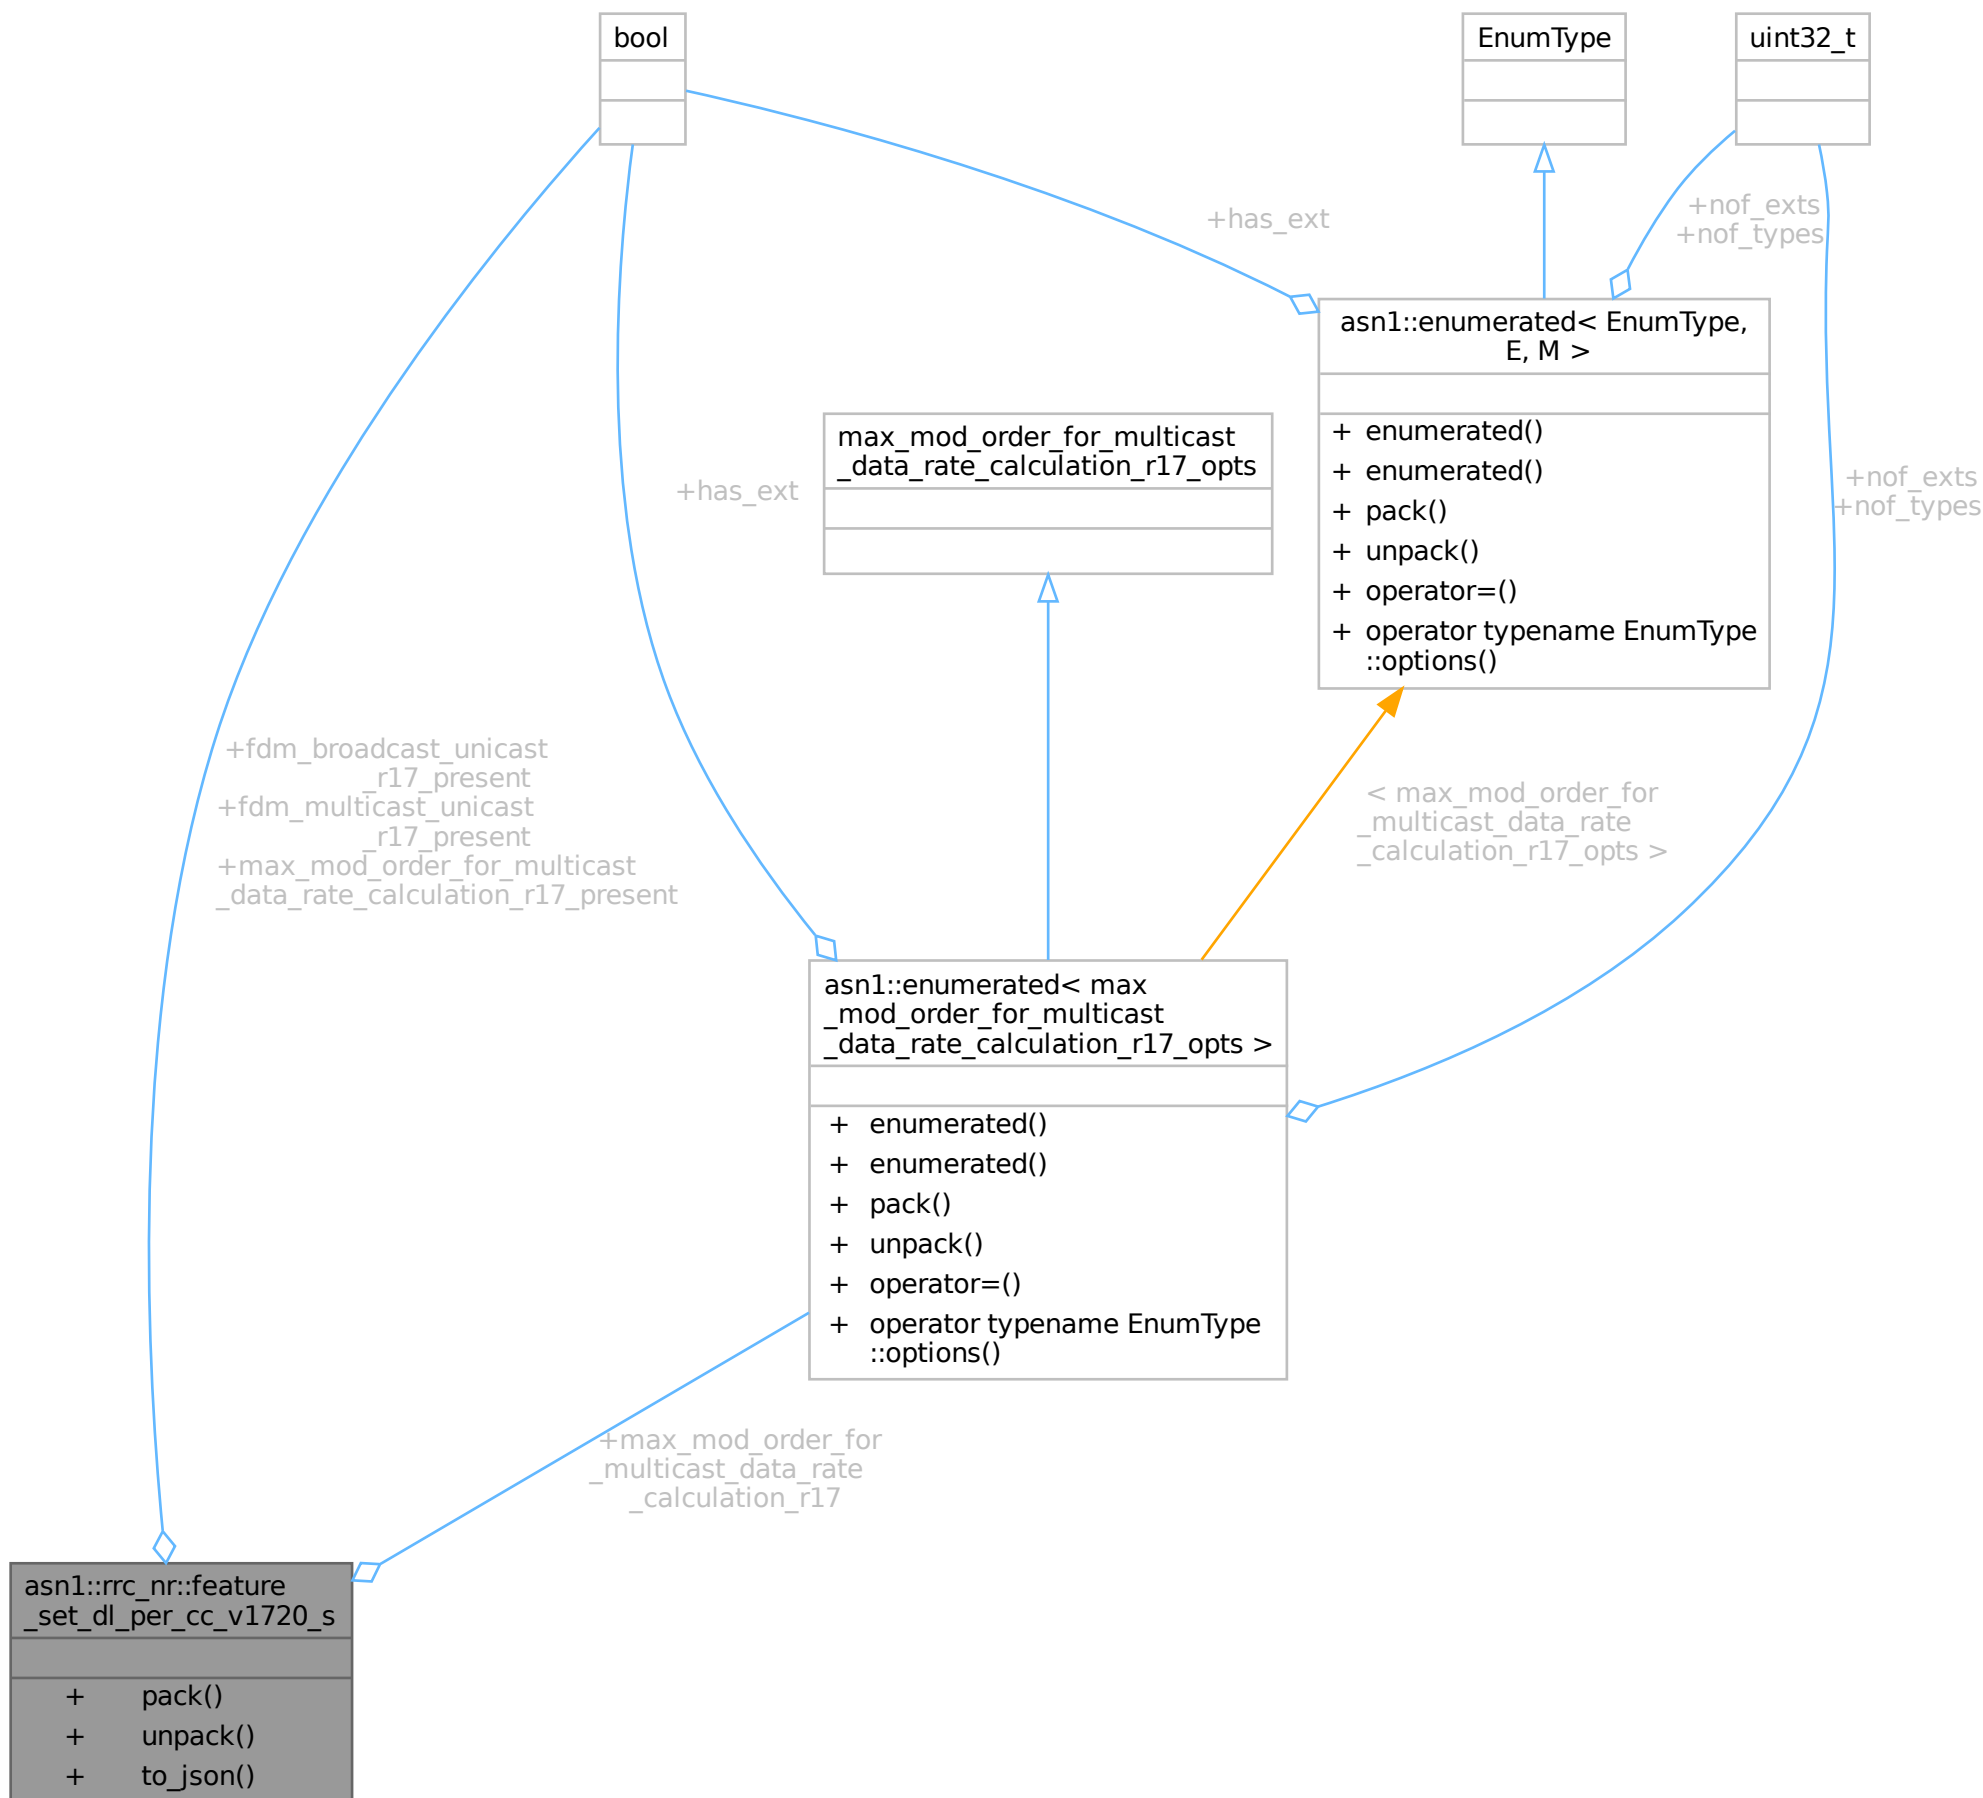 bool
EnumType
uint32_t
+has_ext
+nof_exts
+nof_types
asn1::enumerated< EnumType,
E, M >
+ enumerated()
+ enumerated()
+ pack()
+ unpack()
+ operator=()
+ operator typename EnumType
::options()
max_mod_order_for_multicast
_data_rate_calculation_r17_opts
+has_ext
+nof_exts
+nof_types
+fdm_broadcast_unicast
_r17_present
+fdm_multicast_unicast
_r17_present
+max_mod_order_for_multicast
_data_rate_calculation_r17_present
< max_mod_order_for
_multicast_data_rate
_calculation_r17_opts >
asn1::enumerated< max
_mod_order_for_multicast
_data_rate_calculation_r17_opts >
+ enumerated()
+ enumerated()
+ pack()
+ unpack()
+ operator=()
+ operator typename EnumType
::options()
+max_mod_order_for
_multicast_data_rate
_calculation_r17
asn1::rrc_nr::feature
_set_dl_per_cc_v1720_s
+ pack()
+ unpack()
+ to_json()